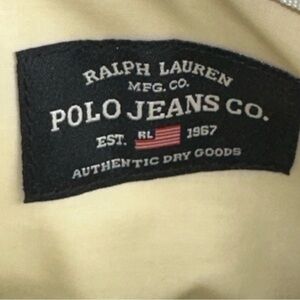 RALPH LAUREN
MFG. CO.
POLO JEANS CO.
EST. RL 1967
AUTHENTIC DRY GOODS